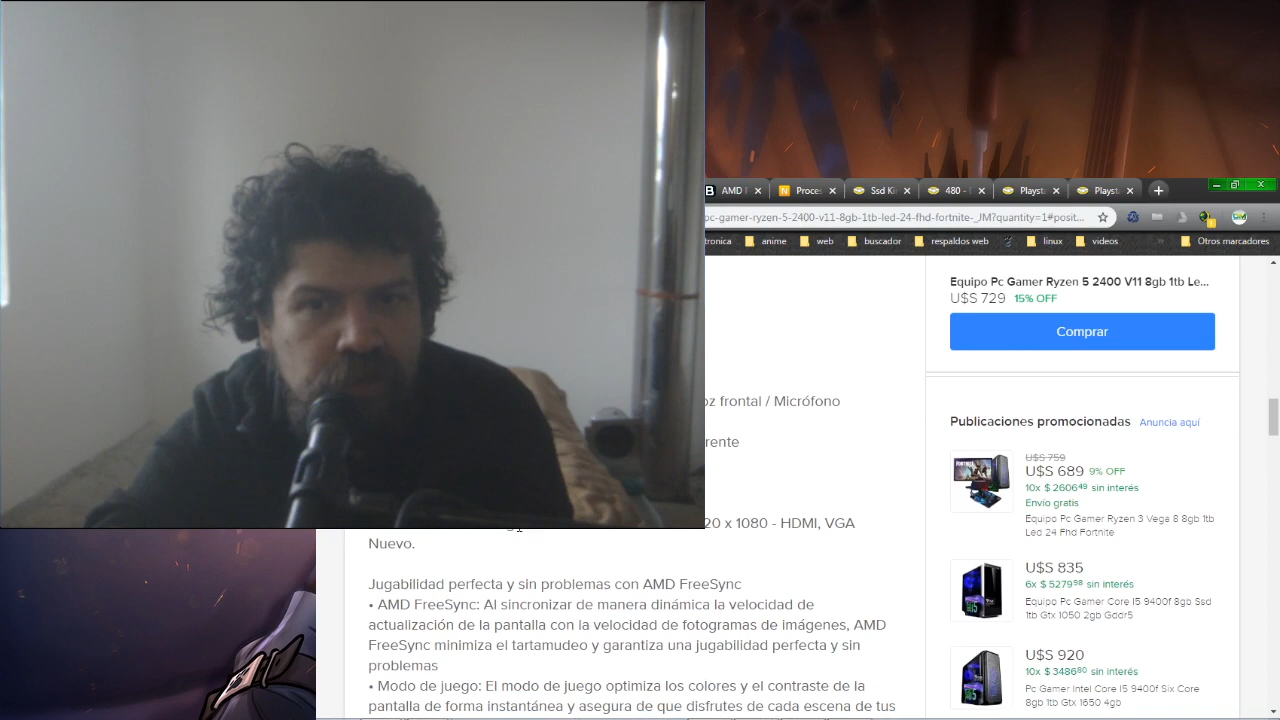 AMD
Proces
Ssd Ki
480 -
Playst
Playst
pc-gamer-ryzen-5-2400-v11-8gb-1tb-led-24-fhd-fortnite-_JM?quantity=1#posit...
tronica
anime
web
buscador
respaldos web
linux
videos
Otros marcadores
Equipo Pc Gamer Ryzen 5 2400 V11 8gb 1tb Le...
U$S 729 15% OFF
Comprar
oz frontal / Micrófono
rente
20 x 1080 - HDMI, VGA
Nuevo.
Jugabilidad perfecta y sin problemas con AMD FreeSync
• AMD FreeSync: Al sincronizar de manera dinámica la velocidad de
actualización de la pantalla con la velocidad de fotogramas de imágenes, AMD
FreeSync minimiza el tartamudeo y garantiza una jugabilidad perfecta y sin
problemas
• Modo de juego: El modo de juego optimiza los colores y el contraste de la
pantalla de forma instantánea y asegura de que disfrutes de cada escena de tus
Publicaciones promocionadas Anuncia aquí
U$S 759
U$S 689 9% OFF
10x $ 2606⁴⁹ sin interés
Envío gratis
Equipo Pc Gamer Ryzen 3 Vega 8 8gb 1tb
Led 24 Fhd Fortnite
U$S 835
6x $ 5279⁹⁸ sin interés
Equipo Pc Gamer Core I5 9400f 8gb Ssd
1tb Gtx 1050 2gb Gddr5
U$S 920
10x $ 3486⁸⁰ sin interés
Pc Gamer Intel Core I5 9400f Six Core
8gb 1tb Gtx 1650 4gb